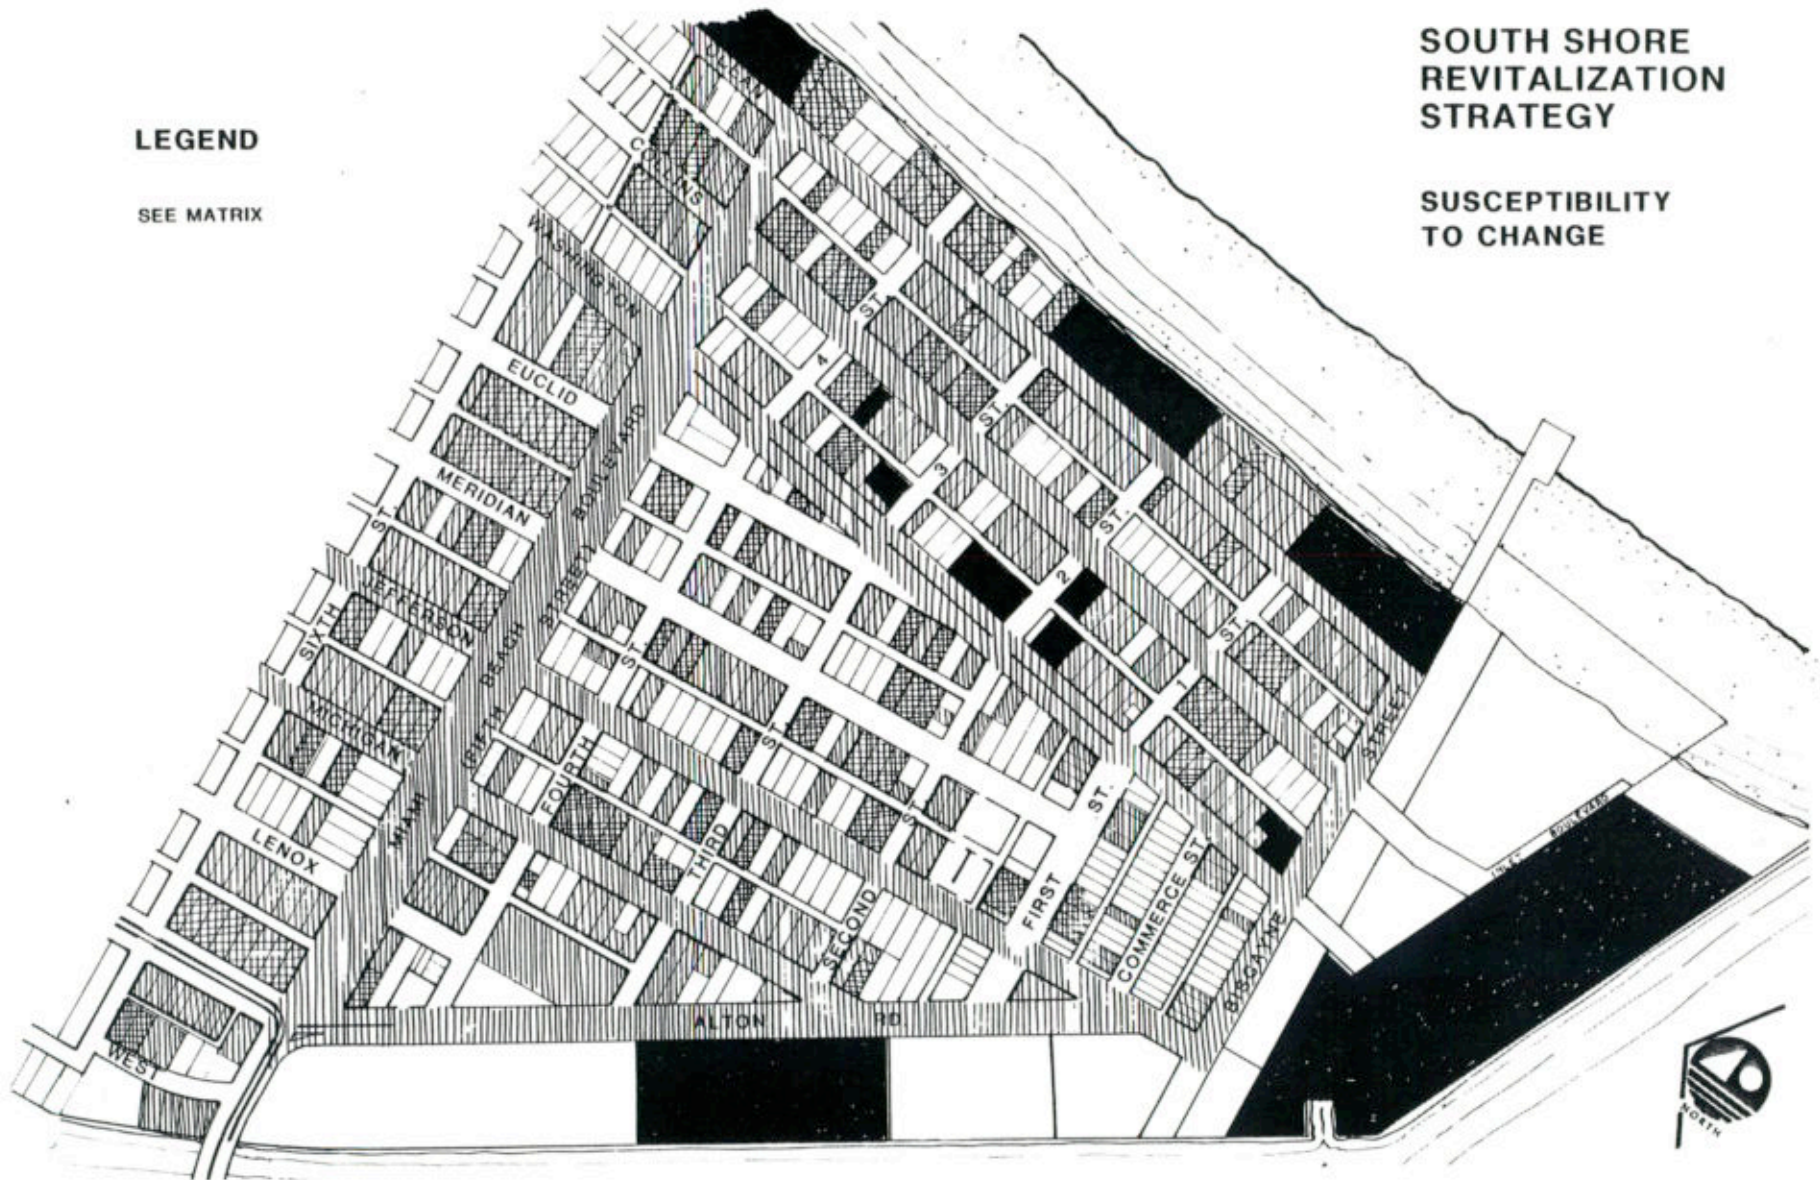 SOUTH SHORE
REVITALIZATION
STRATEGY
SUSCEPTIBILITY
TO CHANGE
LEGEND
SEE MATRIX
OCEAN
COLLINS
WASHINGTON
EUCLID
MERIDIAN
ST.
JEFFERSON
SIXTH
MICHIGAN
LENOX
WEST
MIAMI
BEACH
BOULEVARD
(FIFTH
STREET)
4
ST.
3
ST.
2
ST.
1
ST.
FOURTH
ST.
THIRD
ST.
SECOND
ST.
FIRST
ST.
COMMERCE ST.
BISCAYNE
STREET
ALTON RD.
BOULEVARD
NORTH